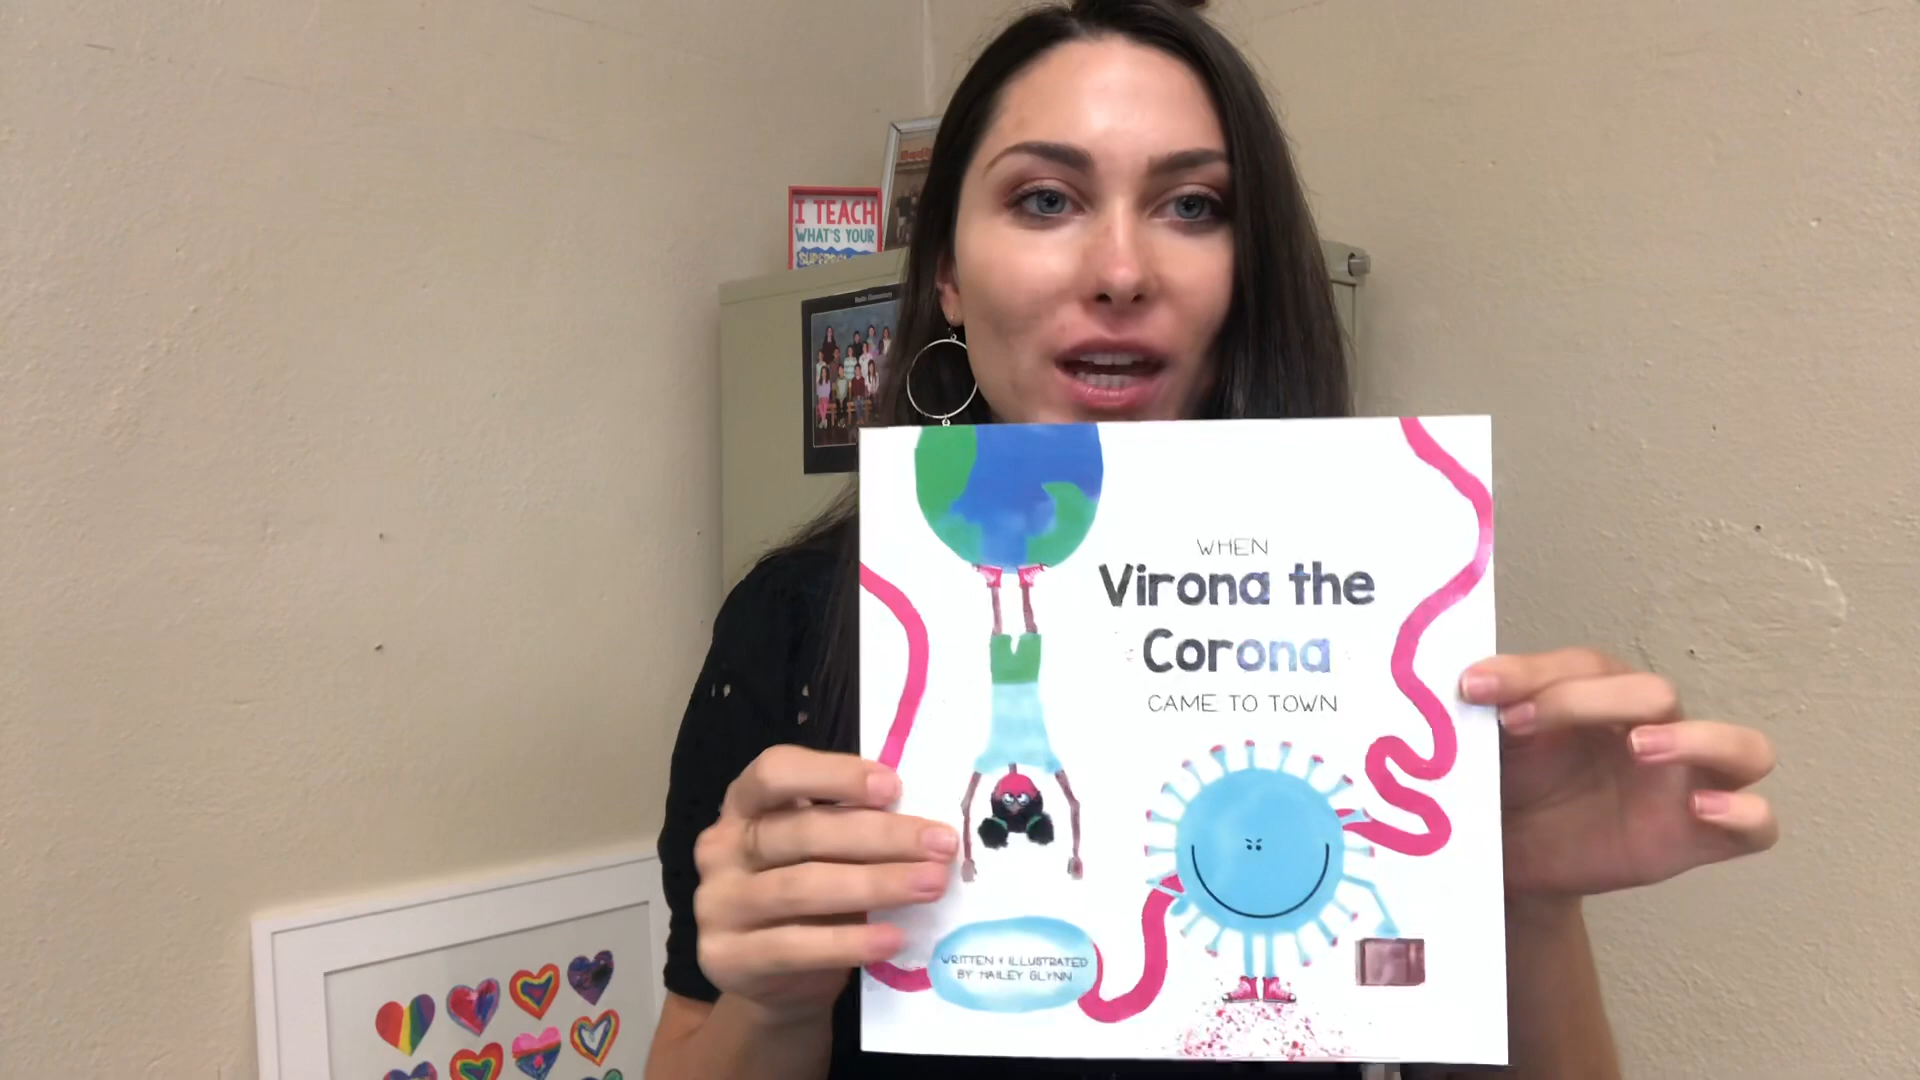 I TEACH
WHAT'S YOUR
WHEN
Virona the
Corona
CAME TO TOWN
WRITTEN & ILLUSTRATED
BY HAILEY GLYNN